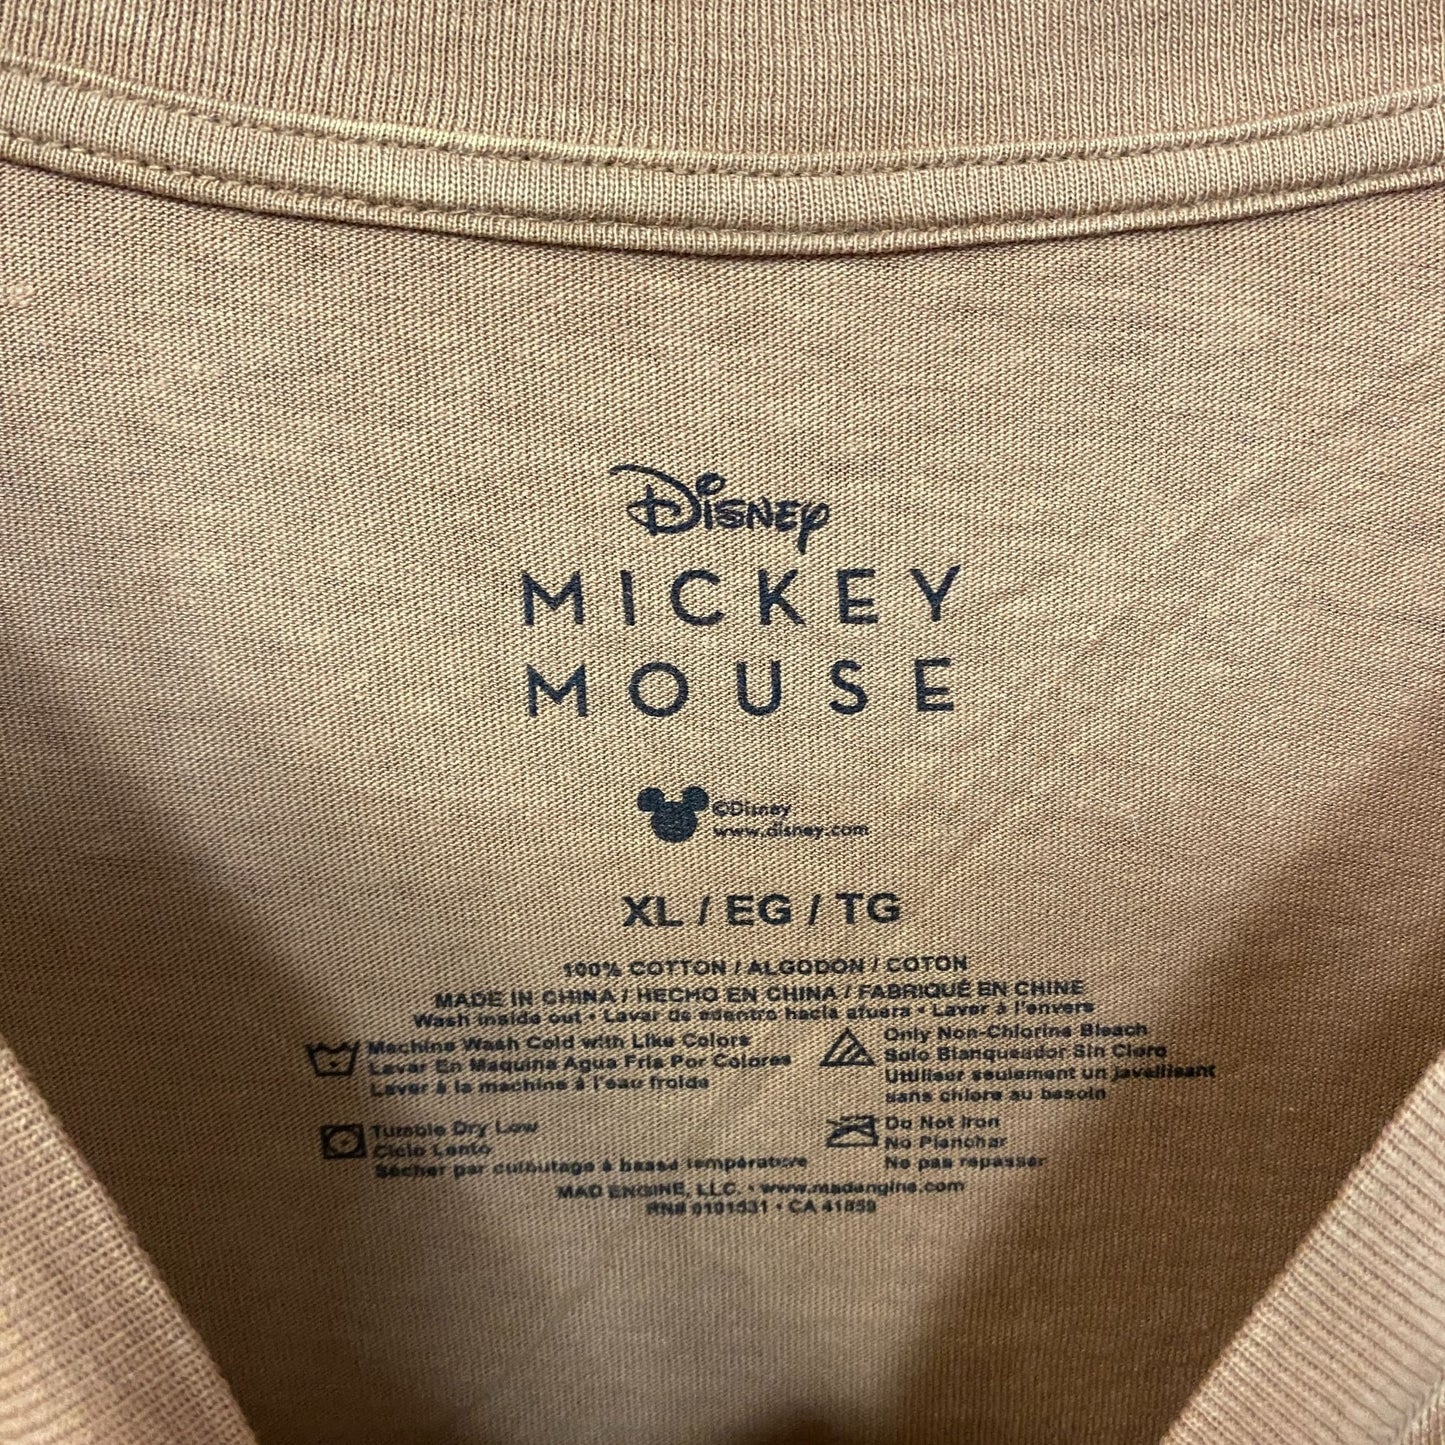 Disney
MICKEY
MOUSE
©Disney
www.disney.com
XL / EG / TG
100% COTTON / ALGODÓN / COTON
MADE IN CHINA / HECHO EN CHINA / FABRIQUÉ EN CHINE
Wash inside out • Lavar de adentro hacia afuera • Laver à l'envers
Machine Wash Cold with Like Colors
Lavar En Maquina Agua Fria Por Colores
Laver à la machine à l'eau froide
Only Non-Chlorine Bleach
Solo Blanqueador Sin Cloro
Utiliser seulement un javellisant
sans chlore au besoin
Tumble Dry Low
Ciclo Lento
Sécher par culbutage à basse température
Do Not Iron
No Planchar
Ne pas repasser
MAD ENGINE, LLC. • www.madengine.com
RN# 0101531 • CA 41859